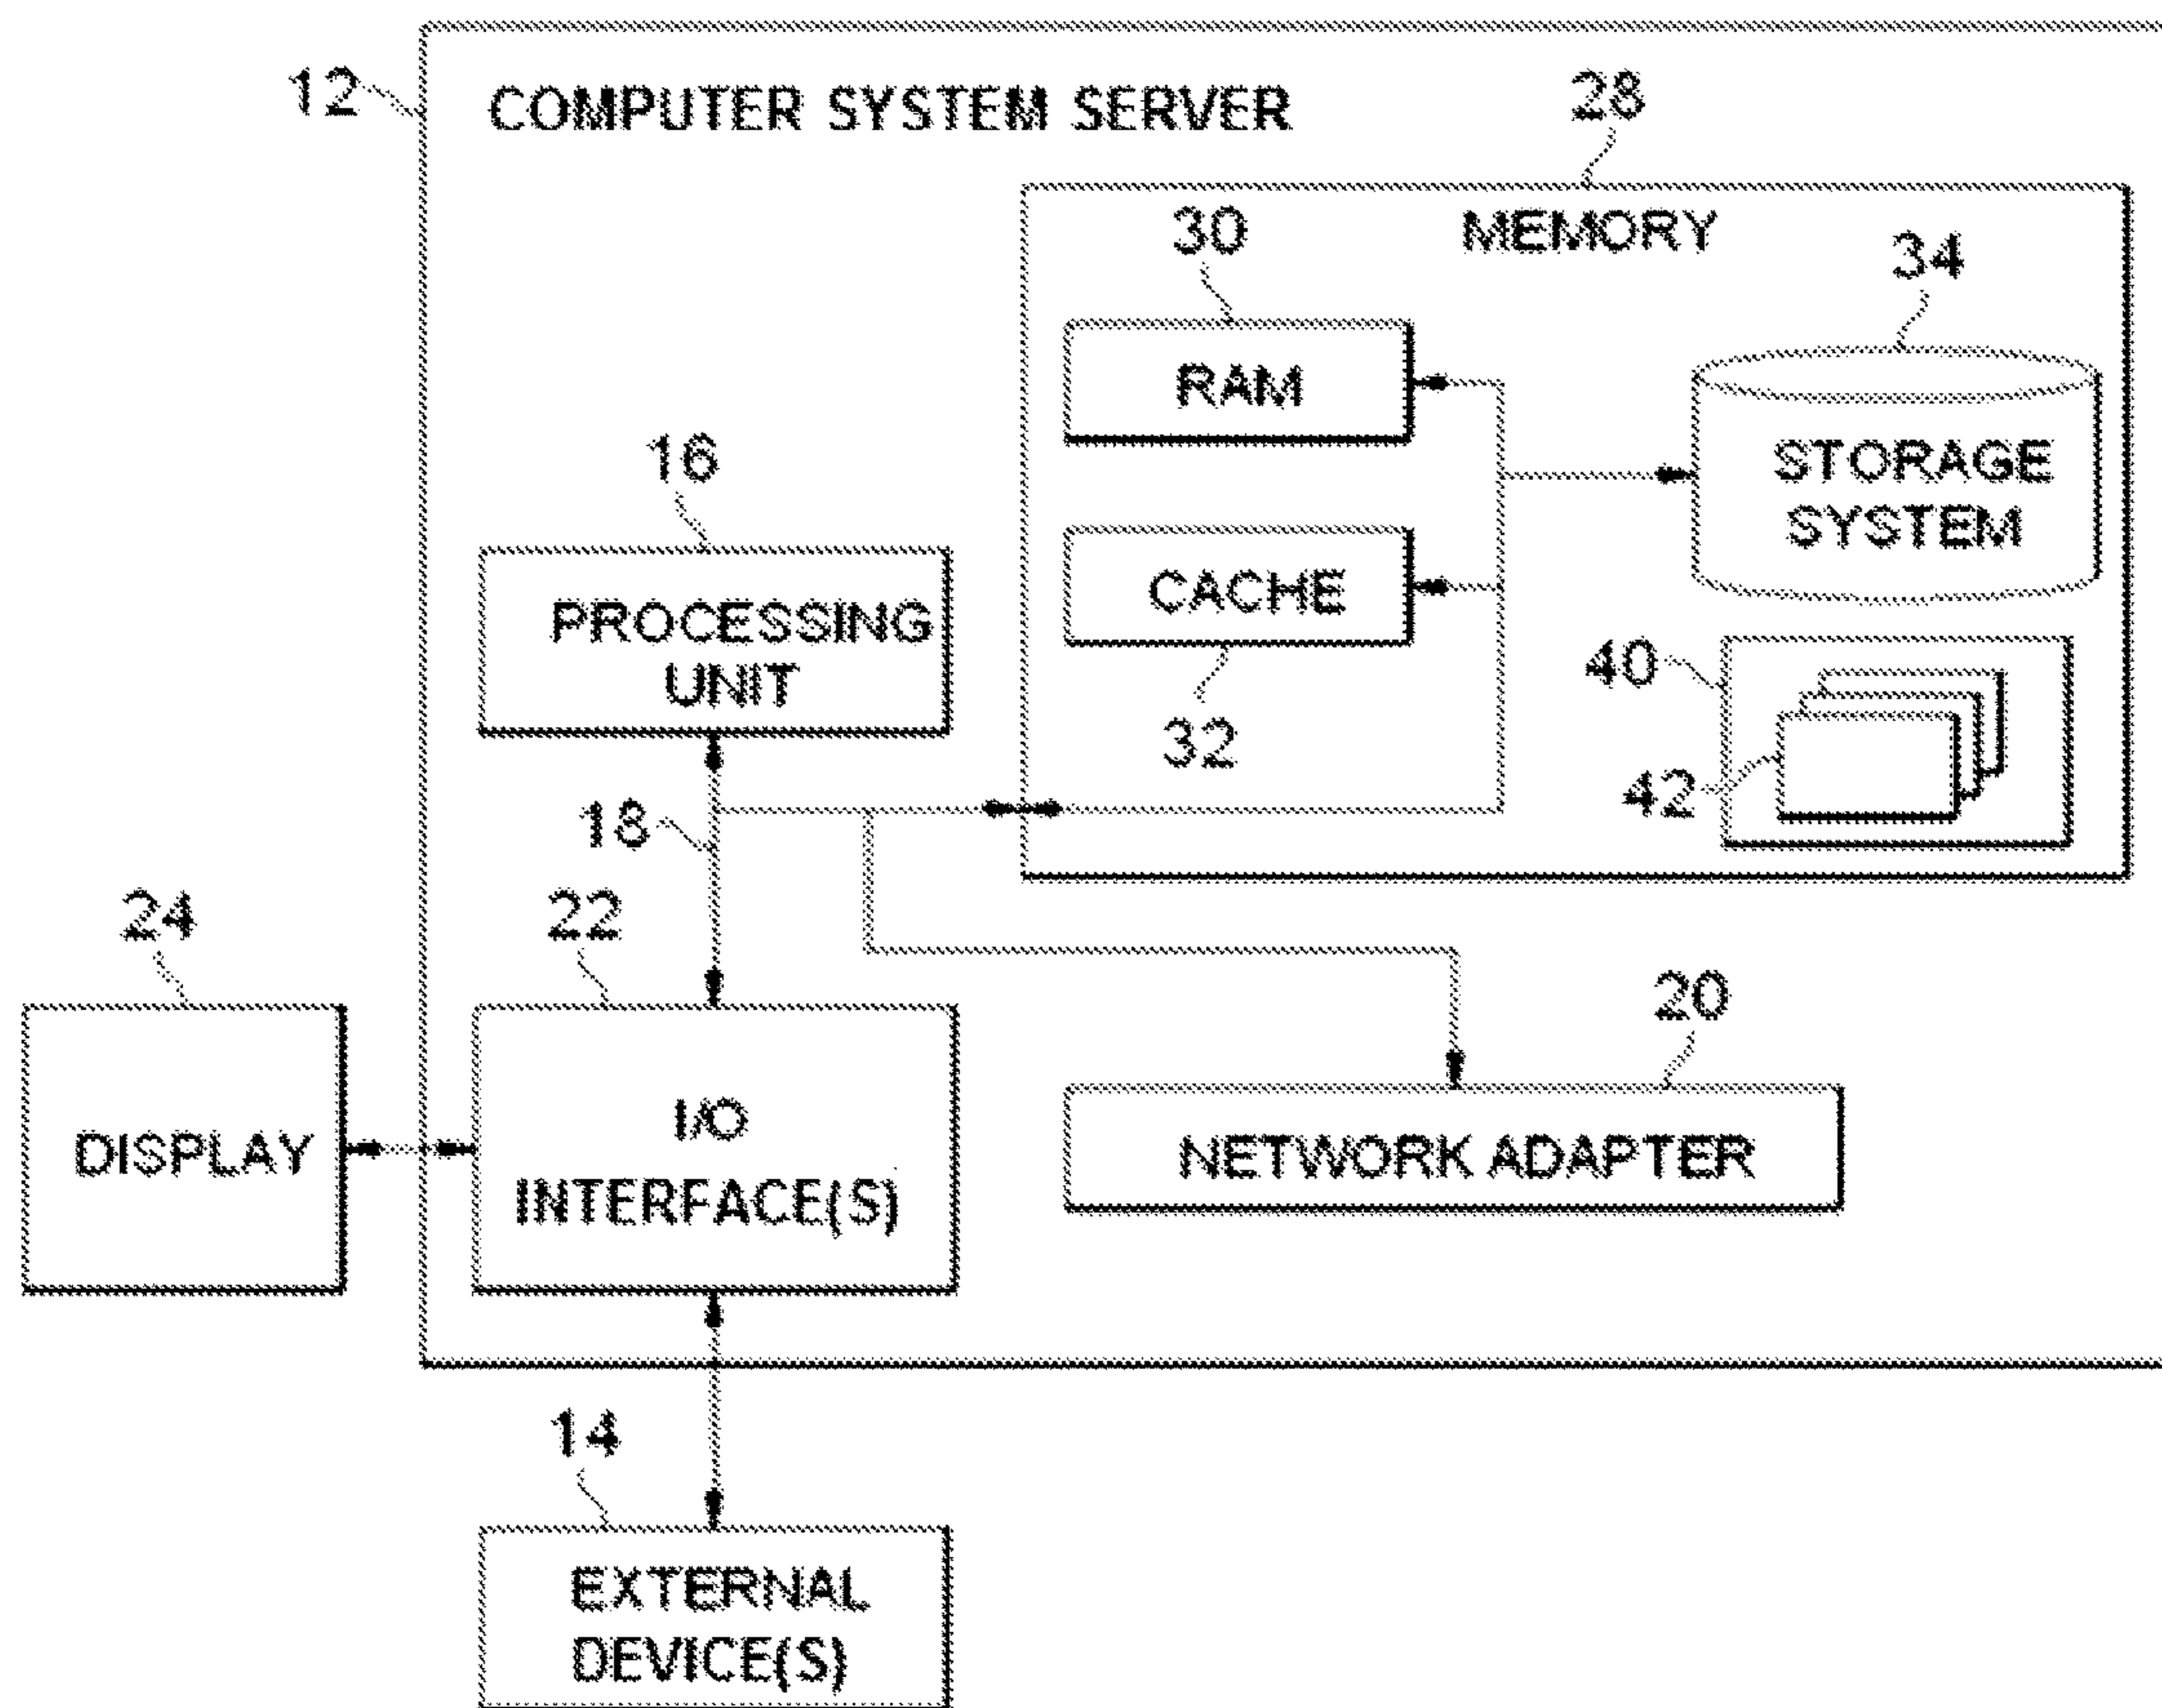 12
COMPUTER SYSTEM SERVER
28
MEMORY
30
34
RAM
STORAGE
SYSTEM
16
PROCESSING
UNIT
CACHE
32
40
42
18
24
22
20
DISPLAY
I/O
INTERFACE(S)
NETWORK ADAPTER
14
EXTERNAL
DEVICE(S)